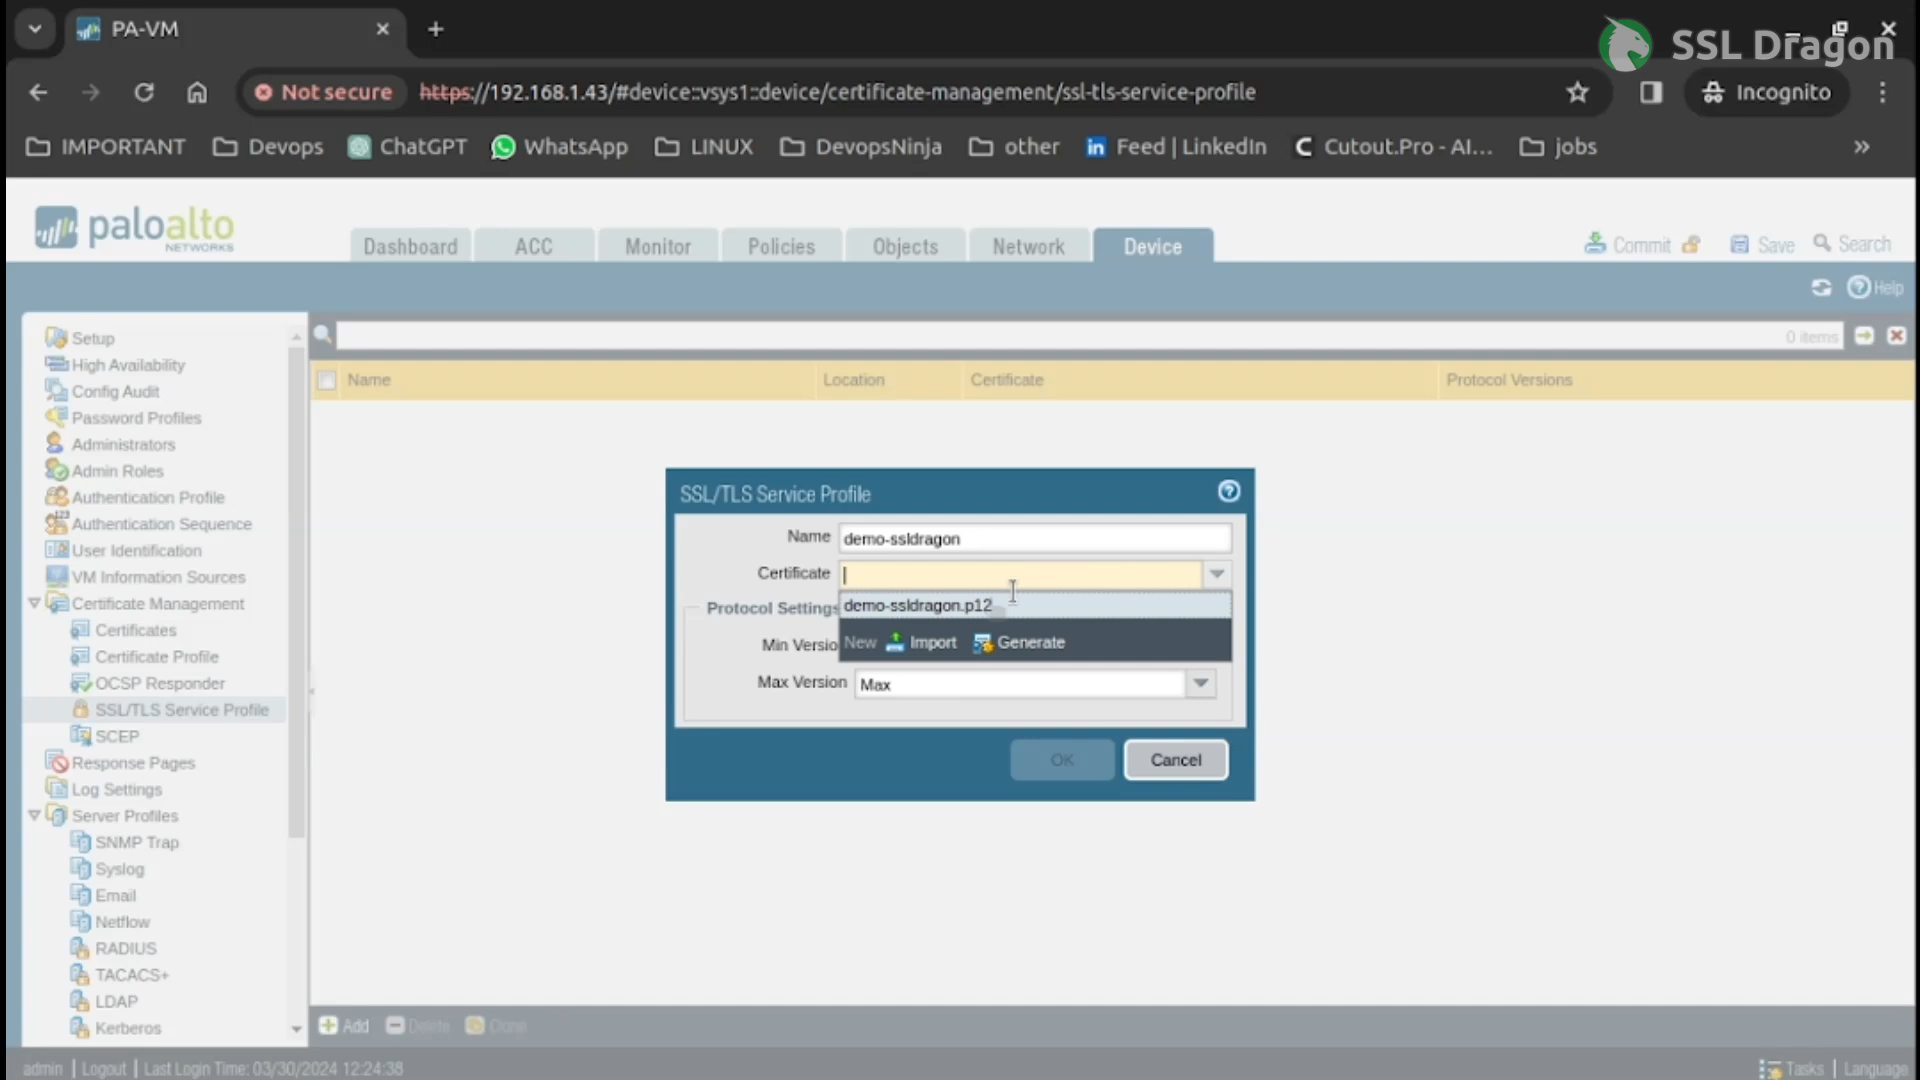 PA-VM
SSL Dragon
Not secure https://192.168.1.43/#device::vsys1::device/certificate-management/ssl-tls-service-profile Incognito
IMPORTANT Devops ChatGPT WhatsApp LINUX DevopsNinja other in Feed | LinkedIn C Cutout.Pro - AI... jobs »
paloalto
NETWORKS
Dashboard ACC Monitor Policies Objects Network Device Commit Save Search
Help
Setup
High Availability
Config Audit
Password Profiles
Administrators
Admin Roles
Authentication Profile
Authentication Sequence
User Identification
VM Information Sources
Certificate Management
Certificates
Certificate Profile
OCSP Responder
SSL/TLS Service Profile
SCEP
Response Pages
Log Settings
Server Profiles
SNMP Trap
Syslog
Email
Netflow
RADIUS
TACACS+
LDAP
Kerberos
0 items
Name Location Certificate Protocol Versions
SSL/TLS Service Profile
Name demo-ssldragon
Certificate
demo-ssldragon.p12
Protocol Settings
New Import Generate
Min Versio
Max Version Max
OK Cancel
Add Delete Clone
admin | Logout | Last Login Time: 03/30/2024 12:24:38 Tasks | Language